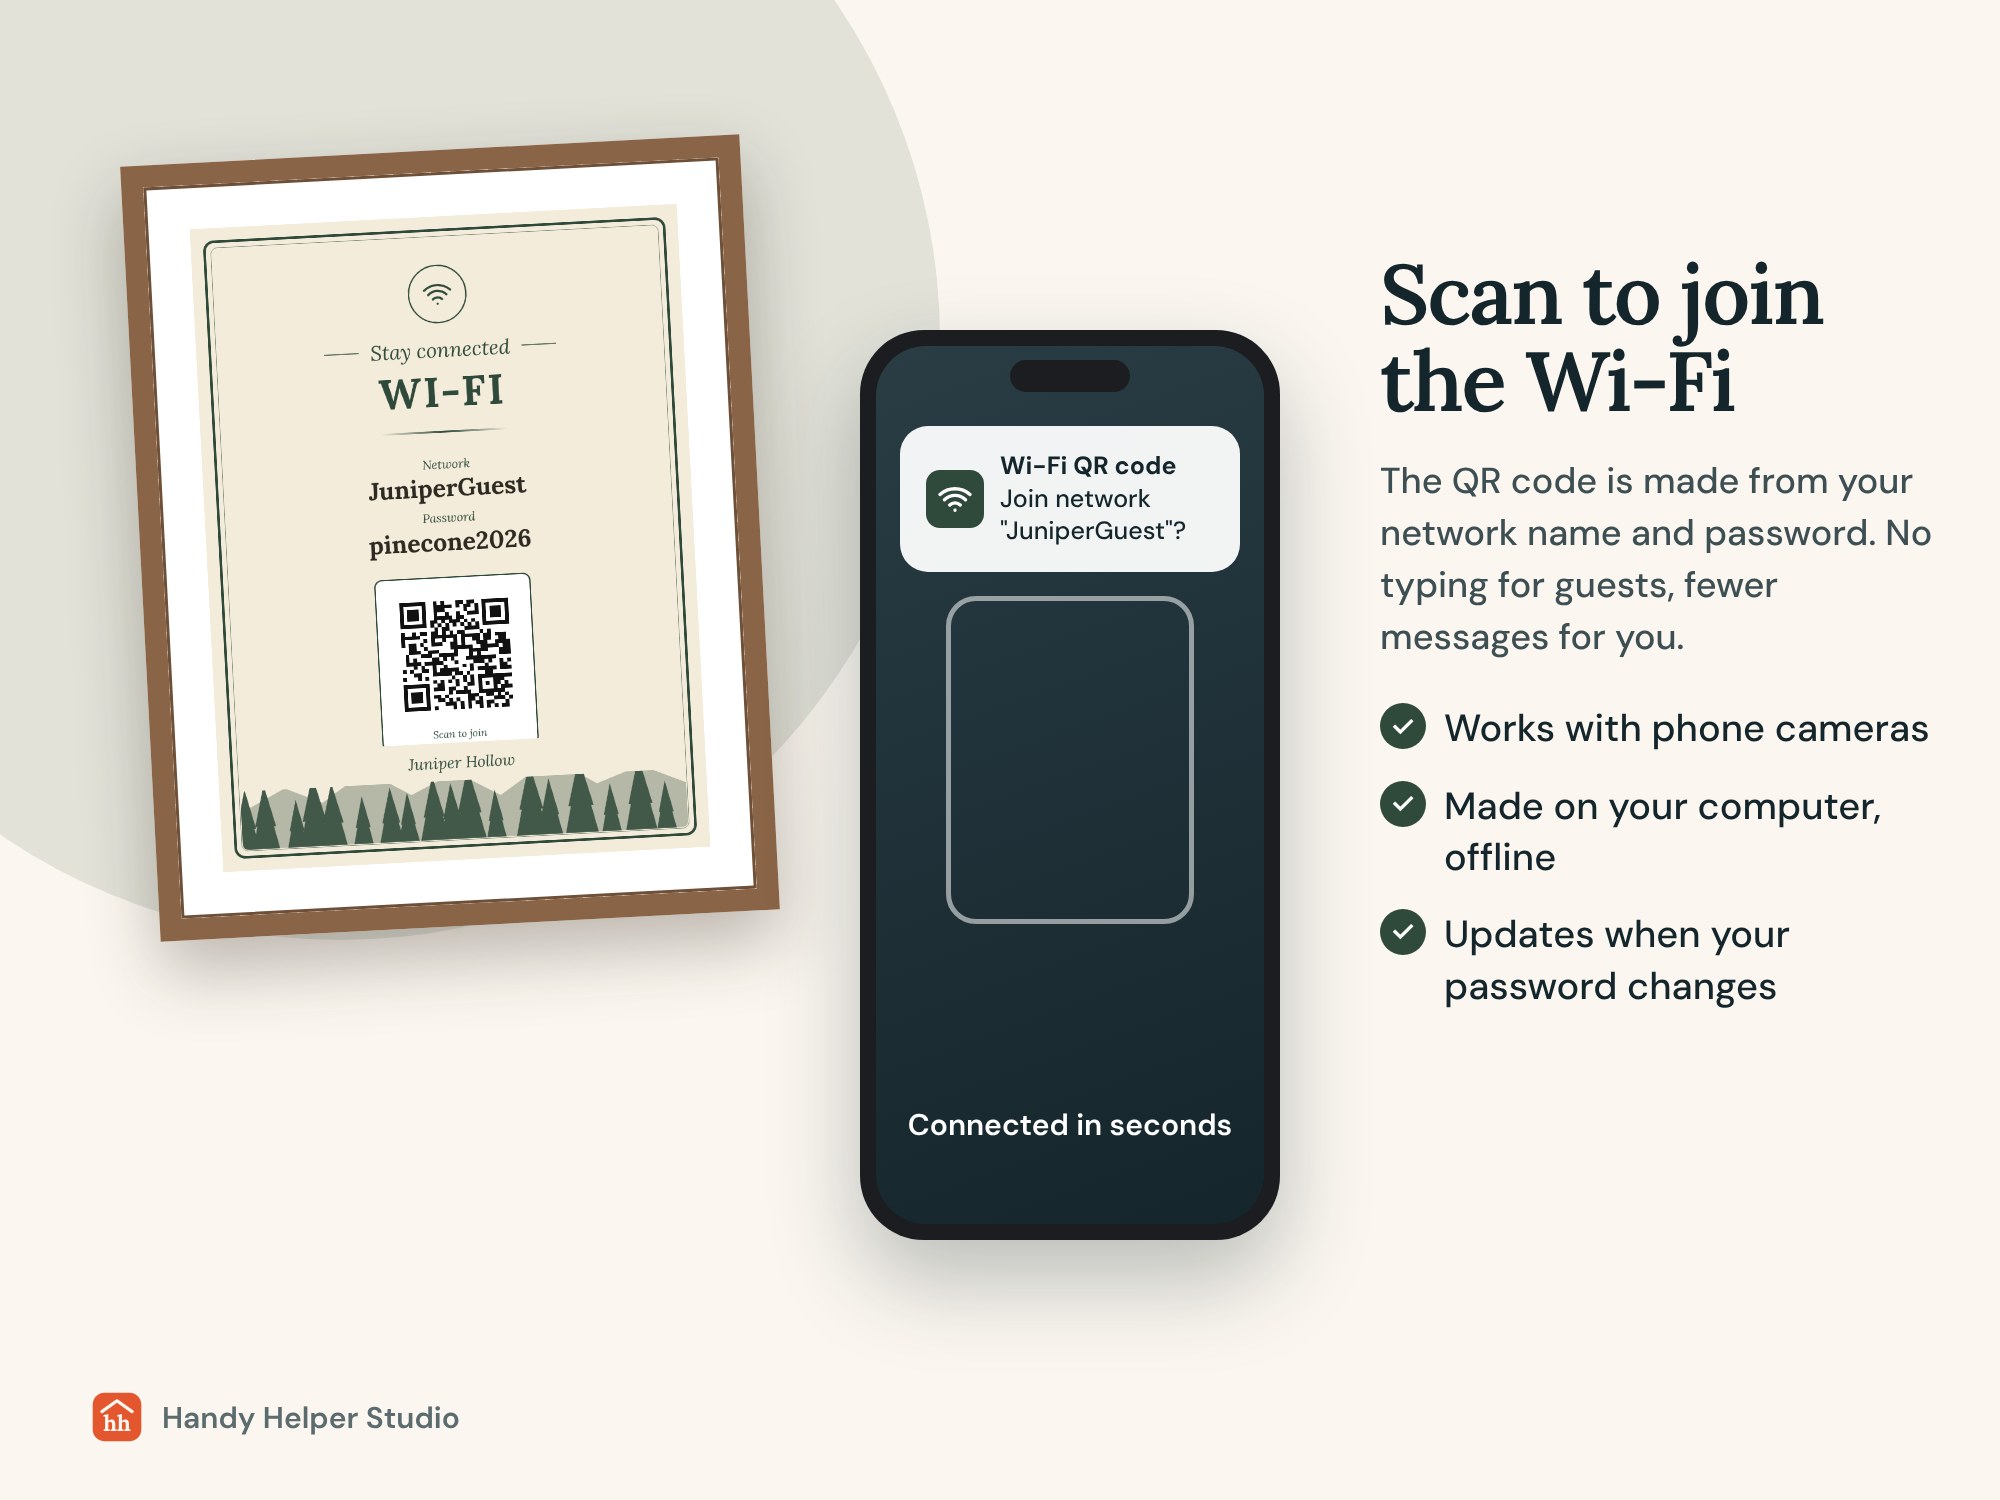 Stay connected
WI-FI
Network
JuniperGuest
Password
pinecone2026
Scan to join
Juniper Hollow
Wi-Fi QR code
Join network
"JuniperGuest"?
Connected in seconds
Scan to join
the Wi-Fi
The QR code is made from your
network name and password. No
typing for guests, fewer
messages for you.
Works with phone cameras
Made on your computer,
offline
Updates when your
password changes
hh
Handy Helper Studio